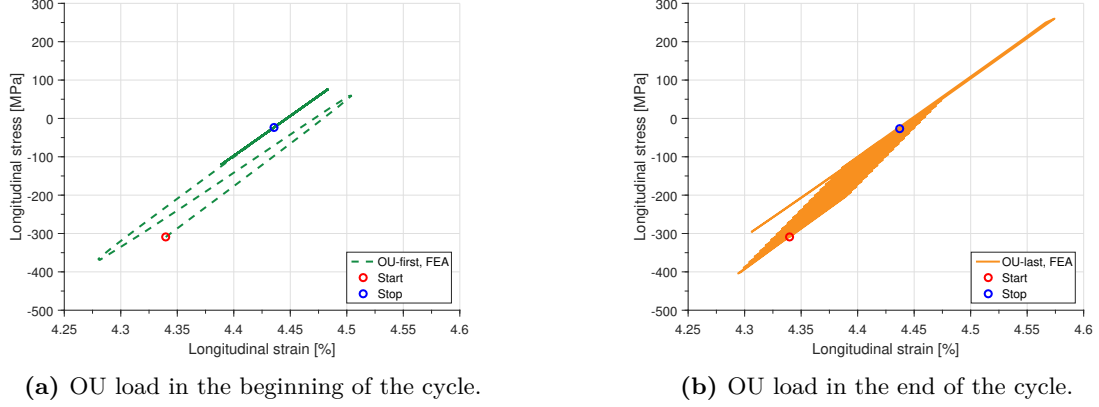 300
200
100
0
-100
-200
-300
-400
-500
Longitudinal stress [MPa]
OU-first, FEA
Start
Stop
4.25 4.3 4.35 4.4 4.45 4.5 4.55 4.6
Longitudinal strain [%]
(a) OU load in the beginning of the cycle.
300
200
100
0
-100
-200
-300
-400
-500
Longitudinal stress [MPa]
OU-last, FEA
Start
Stop
4.25 4.3 4.35 4.4 4.45 4.5 4.55 4.6
Longitudinal strain [%]
(b) OU load in the end of the cycle.